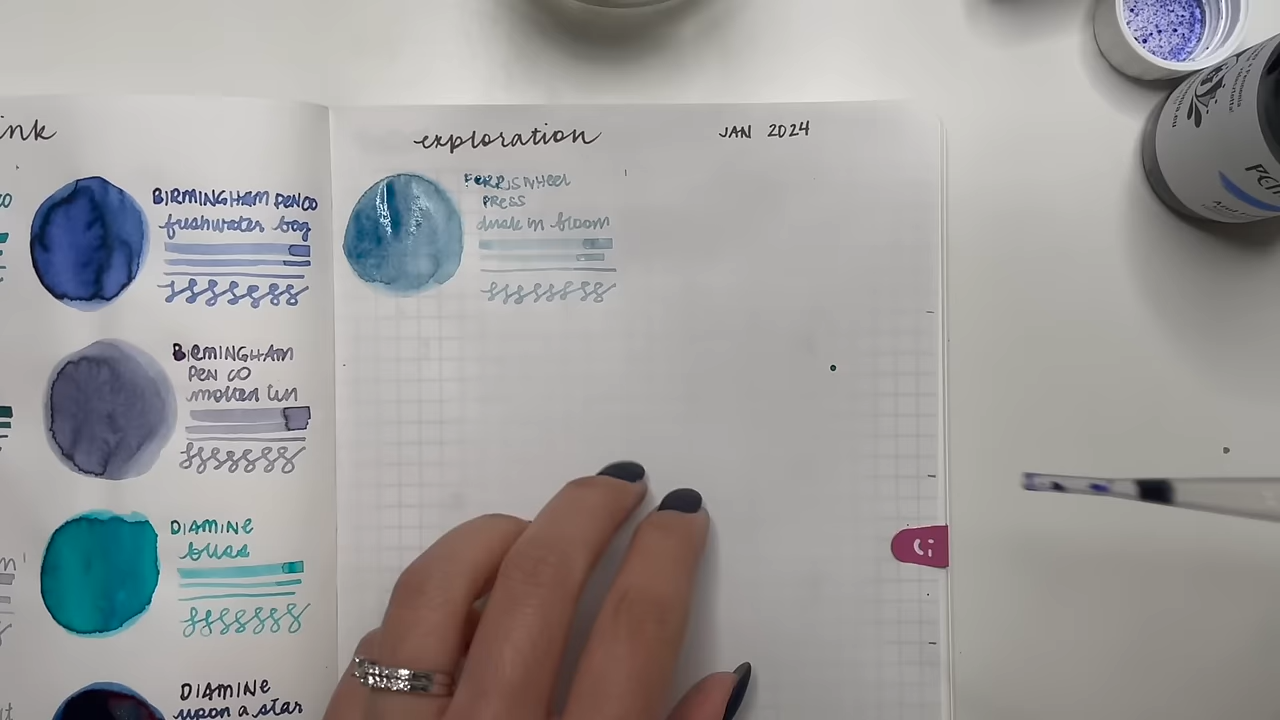 ink
BIRMINGHAM PEN CO
freshwater bay
BIRMINGHAM
PEN CO
molten tin
DIAMINE
bliss
DIAMINE
upon a star
exploration
JAN 2024
FERRIS WHEEL
PRESS
dusk in bloom